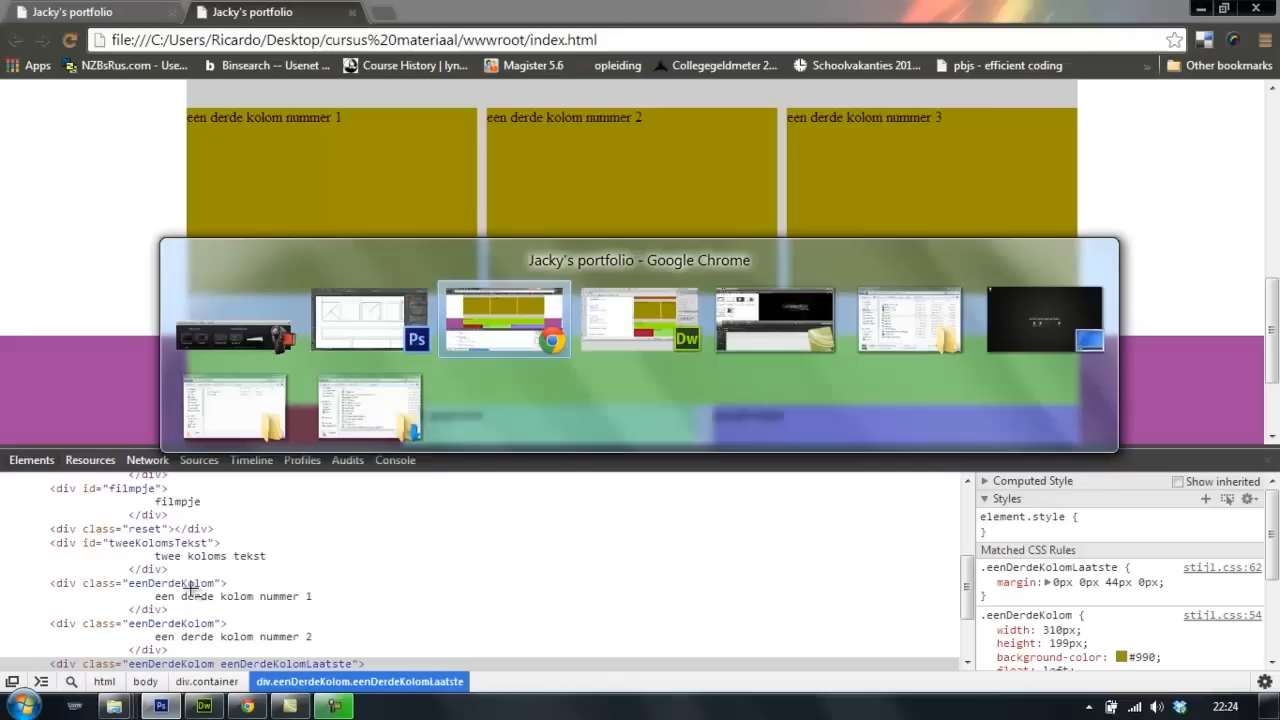 Jacky's portfolio
Jacky's portfolio
file:///C:/Users/Ricardo/Desktop/cursus%20materiaal/wwwroot/index.html
Apps NZBsRus.com - Use... Binsearch -- Usenet ... Course History | lyn... Magister 5.6 opleiding Collegegeldmeter 2... Schoolvakanties 201... pbjs - efficient coding » Other bookmarks
een derde kolom nummer 1 een derde kolom nummer 2 een derde kolom nummer 3
Jacky's portfolio - Google Chrome
Ps
Dw
Elements Resources Network Sources Timeline Profiles Audits Console
</div>
<div id="filmpje">
filmpje
</div>
<div class="reset"></div>
<div id="tweeKolomsTekst">
twee koloms tekst
</div>
<div class="eenDerdeKolom">
een derde kolom nummer 1
</div>
<div class="eenDerdeKolom">
een derde kolom nummer 2
</div>
<div class="eenDerdeKolom eenDerdeKolomLaatste">
Computed Style Show inherited
Styles
element.style {
}
Matched CSS Rules
.eenDerdeKolomLaatste { stijl.css:62
margin: 0px 0px 44px 0px;
}
.eenDerdeKolom { stijl.css:54
width: 310px;
height: 199px;
background-color: #990;
float: left;
html body div.container div.eenDerdeKolom.eenDerdeKolomLaatste
Ps Dw 22:24